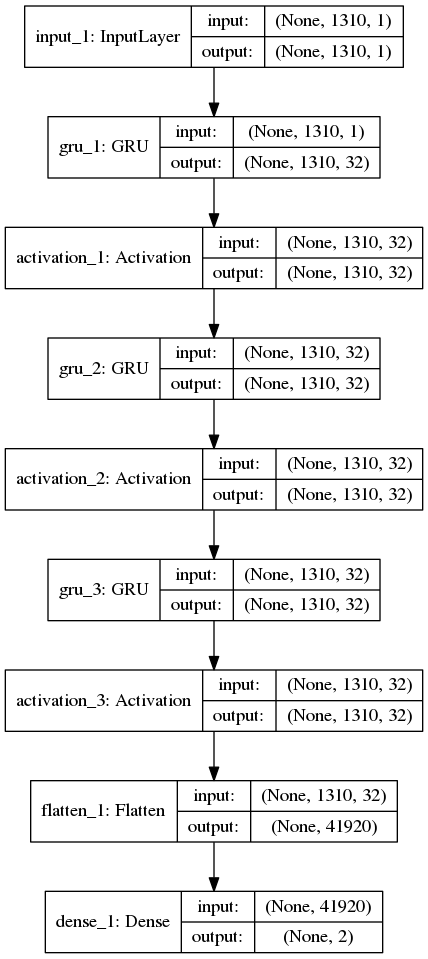 input_1: InputLayer
input: (None, 1310, 1)
output: (None, 1310, 1)
gru_1: GRU
input: (None, 1310, 1)
output: (None, 1310, 32)
activation_1: Activation
input: (None, 1310, 32)
output: (None, 1310, 32)
gru_2: GRU
input: (None, 1310, 32)
output: (None, 1310, 32)
activation_2: Activation
input: (None, 1310, 32)
output: (None, 1310, 32)
gru_3: GRU
input: (None, 1310, 32)
output: (None, 1310, 32)
activation_3: Activation
input: (None, 1310, 32)
output: (None, 1310, 32)
flatten_1: Flatten
input: (None, 1310, 32)
output: (None, 41920)
dense_1: Dense
input: (None, 41920)
output: (None, 2)